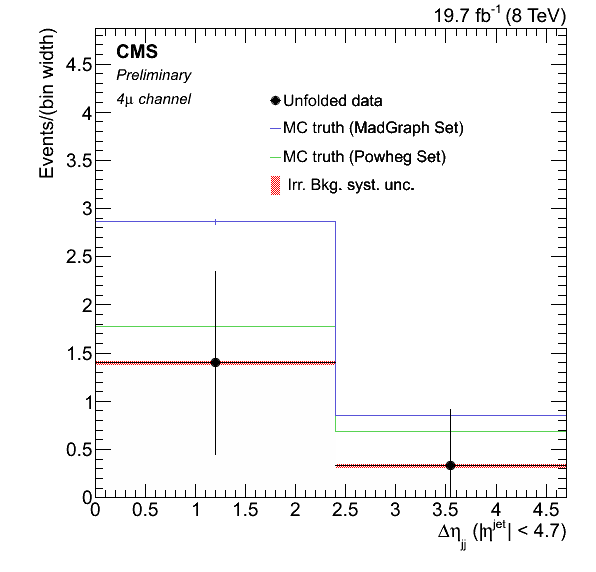 19.7 fb⁻¹ (8 TeV)
CMS
Preliminary
4μ channel
Unfolded data
MC truth (MadGraph Set)
MC truth (Powheg Set)
Irr. Bkg. syst. unc.
Events/(bin width)
4.5
4
3.5
3
2.5
2
1.5
1
0.5
0
0 0.5 1 1.5 2 2.5 3 3.5 4 4.5
Δη_jj (|η^jet| < 4.7)